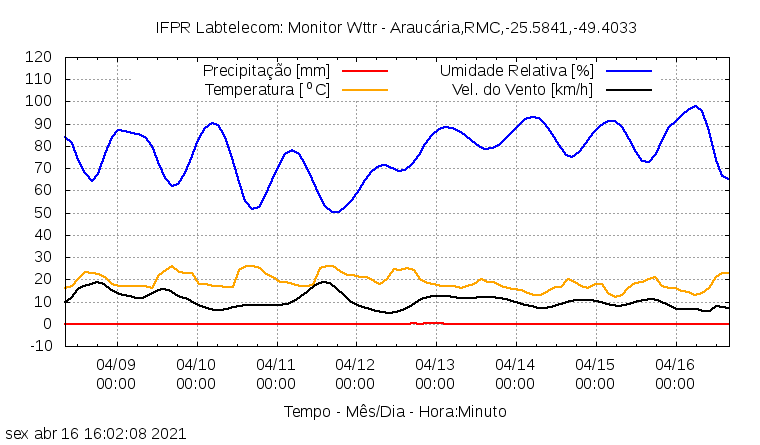 IFPR Labtelecom: Monitor Wttr - Araucária,RMC,-25.5841,-49.4033
Precipitação [mm]
Temperatura [⁰C]
Umidade Relativa [%]
Vel. do Vento [km/h]
120
110
100
90
80
70
60
50
40
30
20
10
0
-10
04/09 04/10 04/11 04/12 04/13 04/14 04/15 04/16
00:00 00:00 00:00 00:00 00:00 00:00 00:00 00:00
Tempo - Mês/Dia - Hora:Minuto
sex abr 16 16:02:08 2021